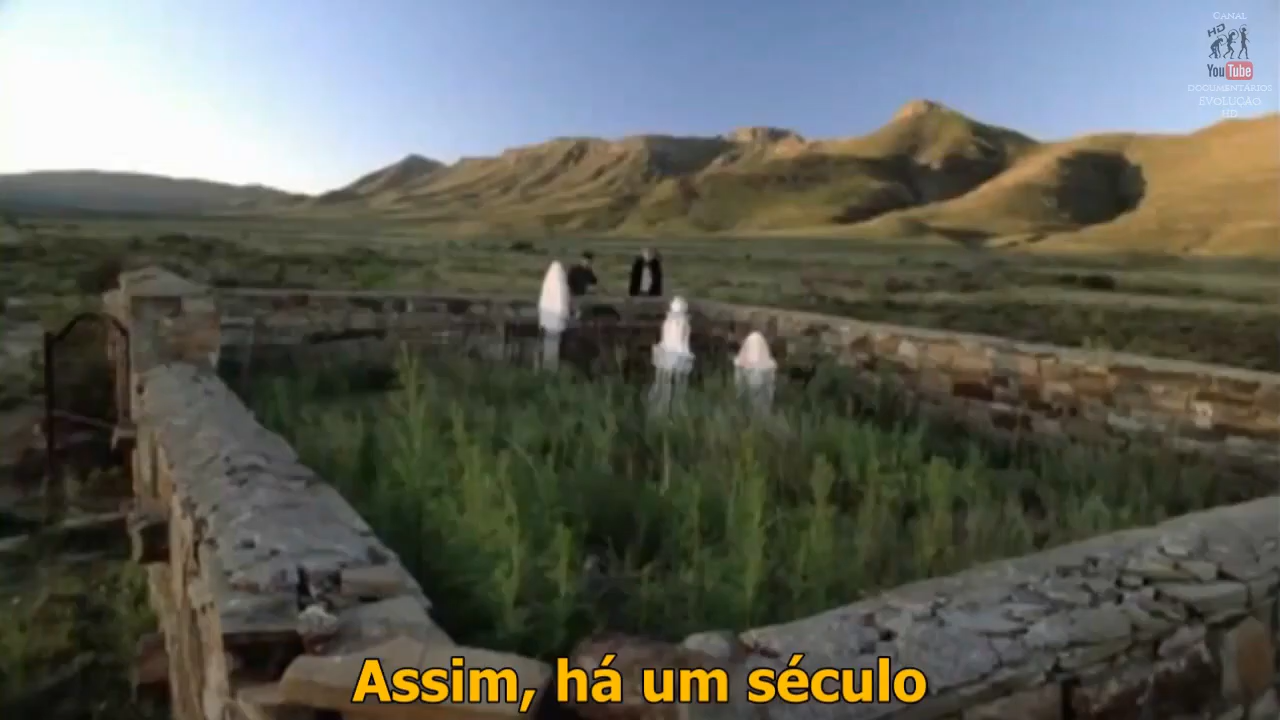 CANAL
HD
YouTube
DOCUMENTÁRIOS
EVOLUÇÃO
HD
Assim, há um século